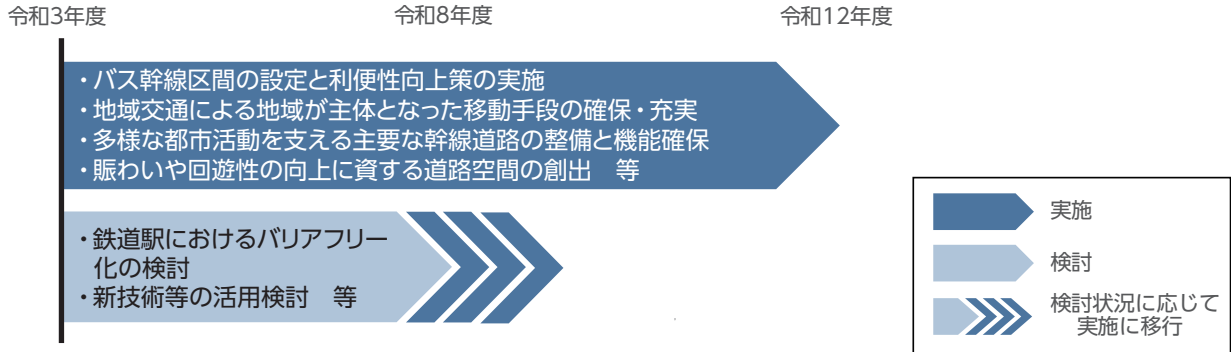 令和3年度 令和8年度 令和12年度
・バス幹線区間の設定と利便性向上策の実施
・地域交通による地域が主体となった移動手段の確保・充実
・多様な都市活動を支える主要な幹線道路の整備と機能確保
・賑わいや回遊性の向上に資する道路空間の創出　等
・鉄道駅におけるバリアフリー
化の検討
・新技術等の活用検討　等
実施
検討
検討状況に応じて
実施に移行